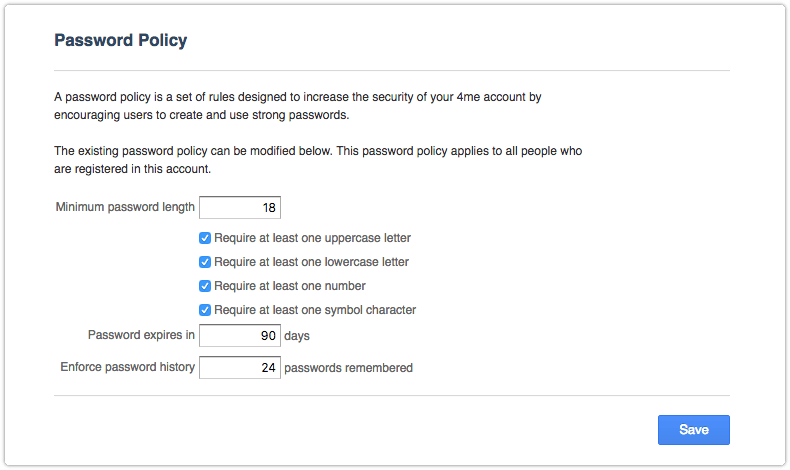 Password Policy
A password policy is a set of rules designed to increase the security of your 4me account by
encouraging users to create and use strong passwords.
The existing password policy can be modified below. This password policy applies to all people who
are registered in this account.
Minimum password length 18
Require at least one uppercase letter
Require at least one lowercase letter
Require at least one number
Require at least one symbol character
Password expires in 90 days
Enforce password history 24 passwords remembered
Save